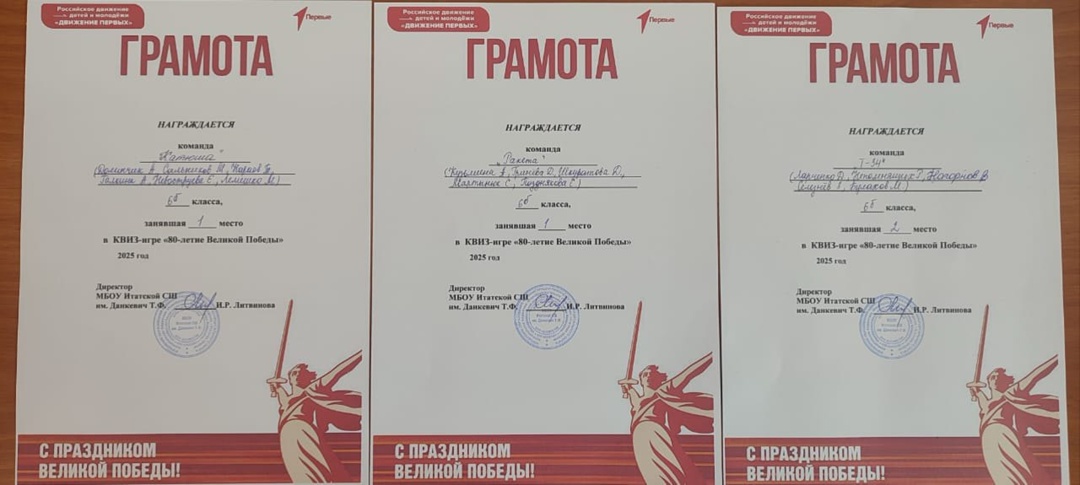 Российское движение
детей и молодёжи
«ДВИЖЕНИЕ ПЕРВЫХ»
Первые
ГРАМОТА
НАГРАЖДАЕТСЯ
команда
"Катюша"
6б класса,
занявшая 1 место
в КВИЗ-игре «80-летие Великой Победы»
2025 год
Директор
МБОУ Итатской СШ
им. Данкевич Т.Ф. И.Р. Литвинова
С ПРАЗДНИКОМ
ВЕЛИКОЙ ПОБЕДЫ!
Российское движение
детей и молодёжи
«ДВИЖЕНИЕ ПЕРВЫХ»
Первые
ГРАМОТА
НАГРАЖДАЕТСЯ
команда
"Ракета"
Мартиник С,
6б класса,
занявшая 1 место
в КВИЗ-игре «80-летие Великой Победы»
2025 год
Директор
МБОУ Итатской СШ
им. Данкевич Т.Ф. И.Р. Литвинова
С ПРАЗДНИКОМ
ВЕЛИКОЙ ПОБЕДЫ!
Российское движение
детей и молодёжи
«ДВИЖЕНИЕ ПЕРВЫХ»
Первые
ГРАМОТА
НАГРАЖДАЕТСЯ
команда
"Т-34"
Булаков М)
6б класса,
занявшая 2 место
в КВИЗ-игре «80-летие Великой Победы»
2025 год
Директор
МБОУ Итатской СШ
им. Данкевич Т.Ф. И.Р. Литвинова
С ПРАЗДНИКОМ
ВЕЛИКОЙ ПОБЕДЫ!